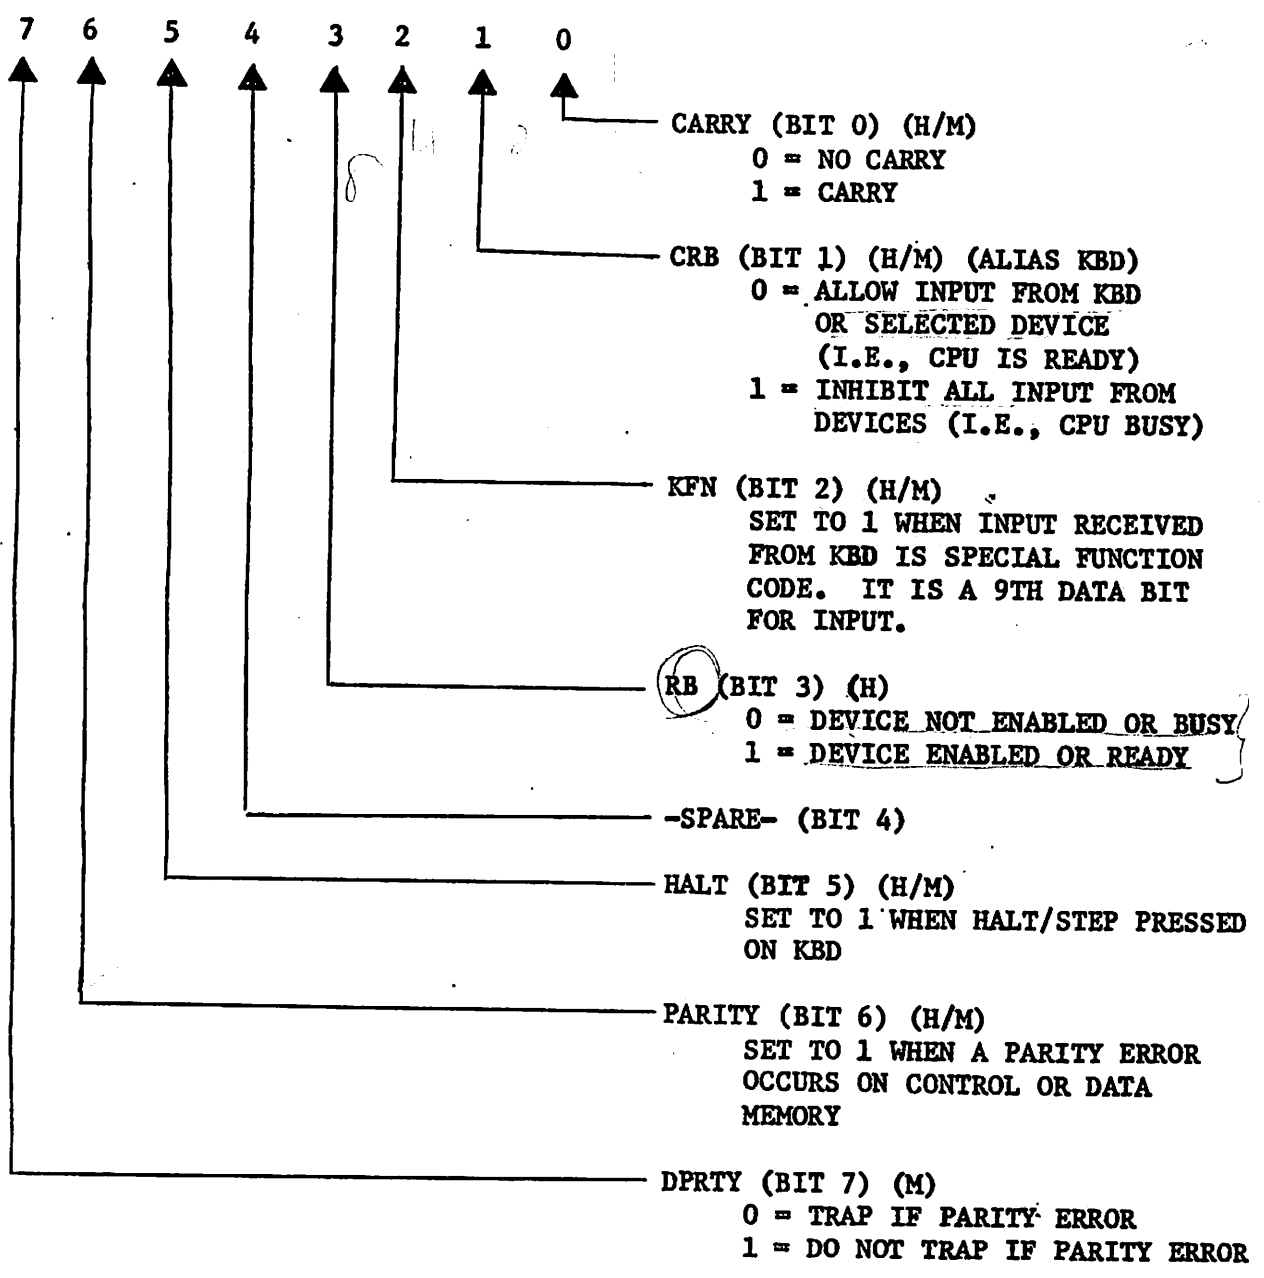 7 6 5 4 3 2 1 0
8
CARRY (BIT 0) (H/M)
0 = NO CARRY
1 = CARRY
CRB (BIT 1) (H/M) (ALIAS KBD)
0 = ALLOW INPUT FROM KBD
OR SELECTED DEVICE
(I.E., CPU IS READY)
1 = INHIBIT ALL INPUT FROM
DEVICES (I.E., CPU BUSY)
KFN (BIT 2) (H/M)
SET TO 1 WHEN INPUT RECEIVED
FROM KBD IS SPECIAL FUNCTION
CODE. IT IS A 9TH DATA BIT
FOR INPUT.
RB (BIT 3) (H)
0 = DEVICE NOT ENABLED OR BUSY
1 = DEVICE ENABLED OR READY
-SPARE- (BIT 4)
HALT (BIT 5) (H/M)
SET TO 1 WHEN HALT/STEP PRESSED
ON KBD
PARITY (BIT 6) (H/M)
SET TO 1 WHEN A PARITY ERROR
OCCURS ON CONTROL OR DATA
MEMORY
DPRTY (BIT 7) (M)
0 = TRAP IF PARITY ERROR
1 = DO NOT TRAP IF PARITY ERROR